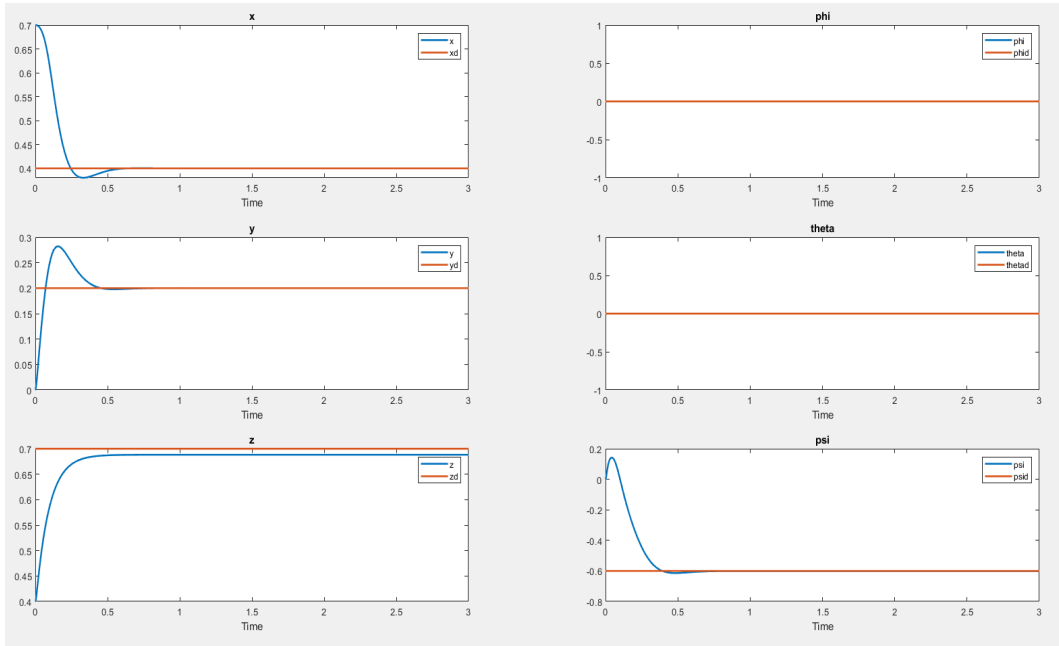 x
0.7
0.65
0.6
0.55
0.5
0.45
0.4
x
xd
0 0.5 1 1.5 2 2.5 3
Time
phi
1
0.5
0
-0.5
-1
phi
phid
0 0.5 1 1.5 2 2.5 3
Time
y
0.3
0.25
0.2
0.15
0.1
0.05
0
y
yd
0 0.5 1 1.5 2 2.5 3
Time
theta
1
0.5
0
-0.5
-1
theta
thetad
0 0.5 1 1.5 2 2.5 3
Time
z
0.7
0.65
0.6
0.55
0.5
0.45
0.4
z
zd
0 0.5 1 1.5 2 2.5 3
Time
psi
0.2
0
-0.2
-0.4
-0.6
-0.8
psi
psid
0 0.5 1 1.5 2 2.5 3
Time